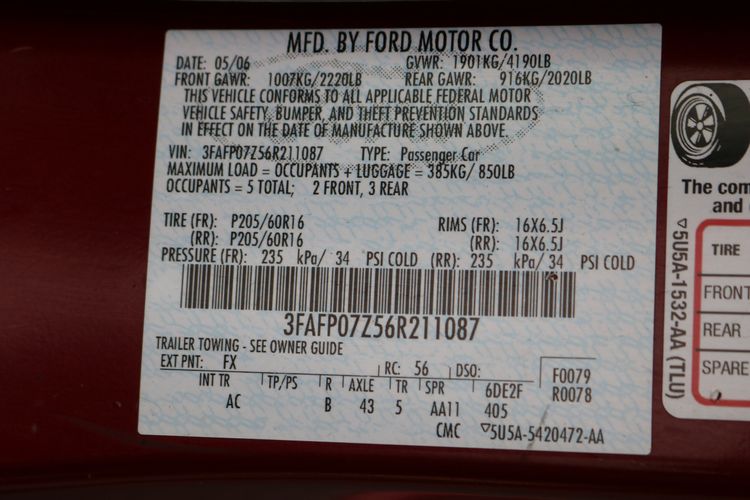 MFD. BY FORD MOTOR CO.
DATE: 05/06 GVWR: 1901KG/4190LB
FRONT GAWR: 1007KG/2220LB REAR GAWR: 916KG/2020LB
THIS VEHICLE CONFORMS TO ALL APPLICABLE FEDERAL MOTOR
VEHICLE SAFETY, BUMPER, AND THEFT PREVENTION STANDARDS
IN EFFECT ON THE DATE OF MANUFACTURE SHOWN ABOVE.
VIN: 3FAFP07Z56R211087 TYPE: Passenger Car
MAXIMUM LOAD = OCCUPANTS + LUGGAGE = 385KG/ 850LB
OCCUPANTS = 5 TOTAL; 2 FRONT, 3 REAR
TIRE (FR): P205/60R16 RIMS (FR): 16X6.5J
(RR): P205/60R16 (RR): 16X6.5J
PRESSURE (FR): 235 kPa/ 34 PSI COLD (RR): 235 kPa/ 34 PSI COLD
3FAFP07Z56R211087
TRAILER TOWING - SEE OWNER GUIDE
EXT PNT: FX RC: 56 DSO: F0079
INT TR TP/PS R AXLE TR SPR 6DE2F R0078
AC B 43 5 AA11 405
CMC ▽5U5A-5420472-AA
The com
and
▽5U5A-1532-AA (TLU)
TIRE
FRONT
REAR
SPARE